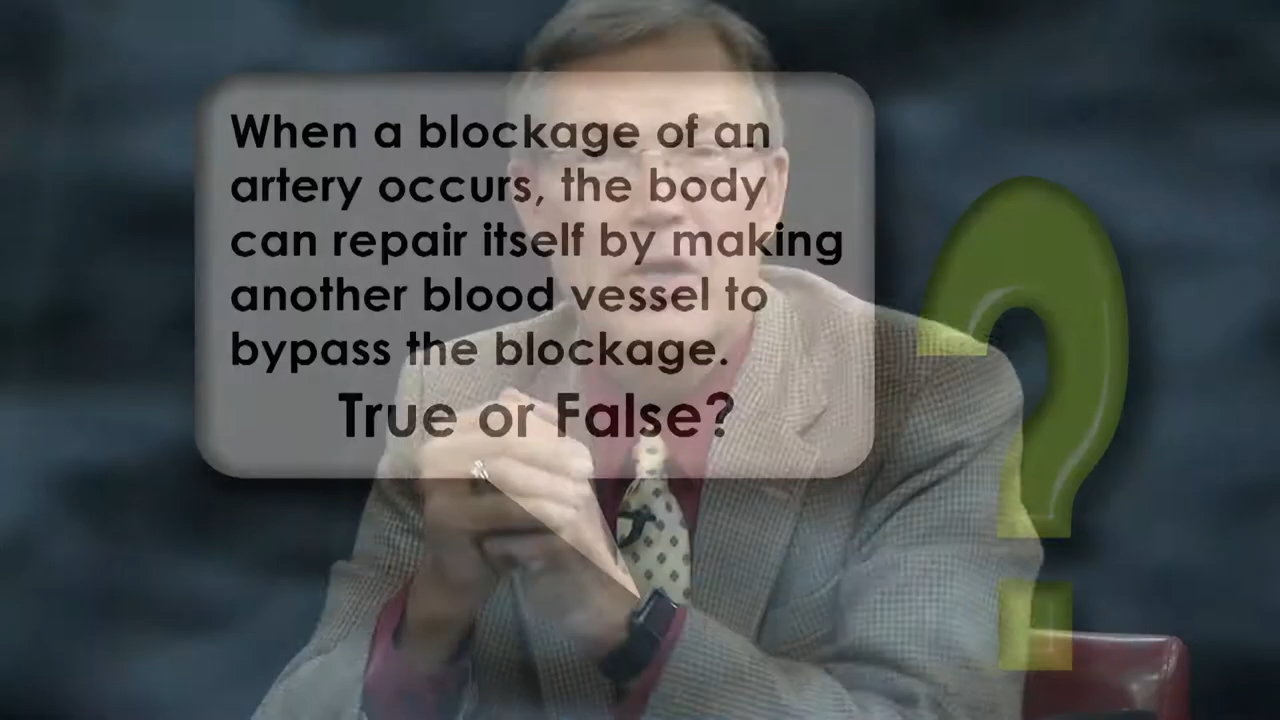 When a blockage of an
artery occurs, the body
can repair itself by making
another blood vessel to
bypass the blockage.
True or False?
?